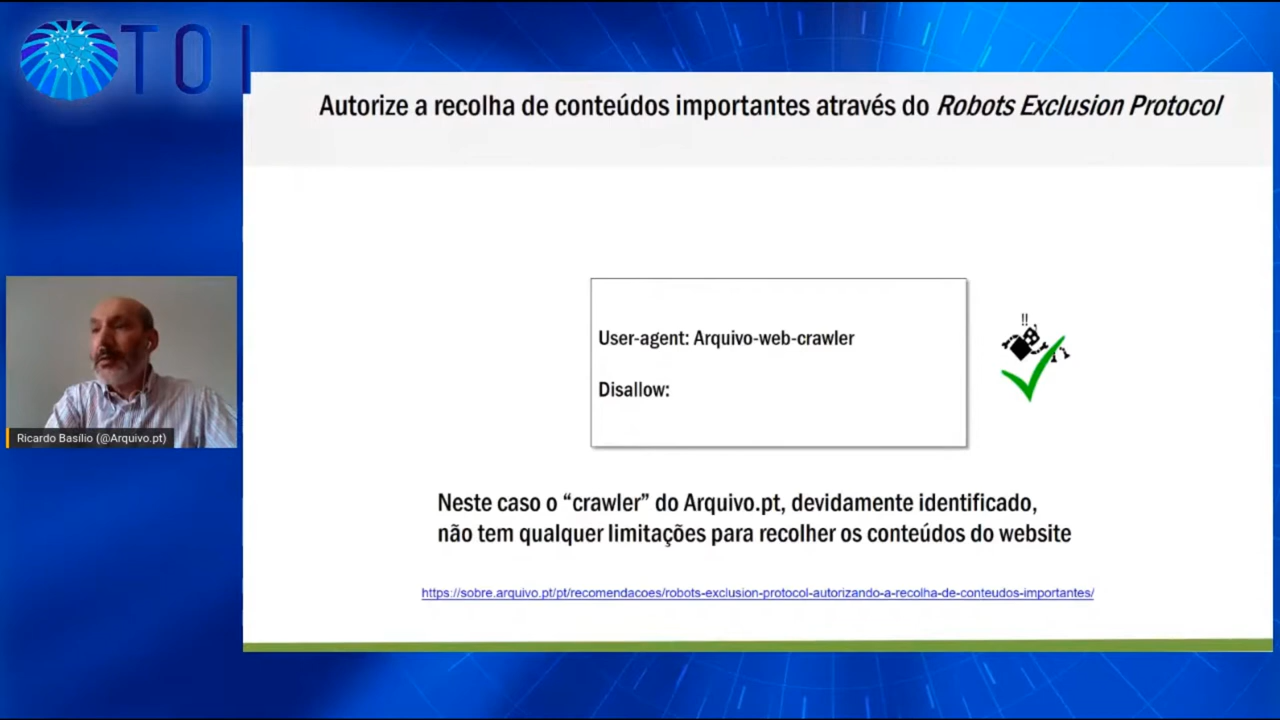 TOI
Autorize a recolha de conteúdos importantes através do Robots Exclusion Protocol
User-agent: Arquivo-web-crawler
Disallow:
!!
Ricardo Basílio (@Arquivo.pt)
Neste caso o “crawler” do Arquivo.pt, devidamente identificado,
não tem qualquer limitações para recolher os conteúdos do website
https://sobre.arquivo.pt/pt/recomendacoes/robots-exclusion-protocol-autorizando-a-recolha-de-conteudos-importantes/